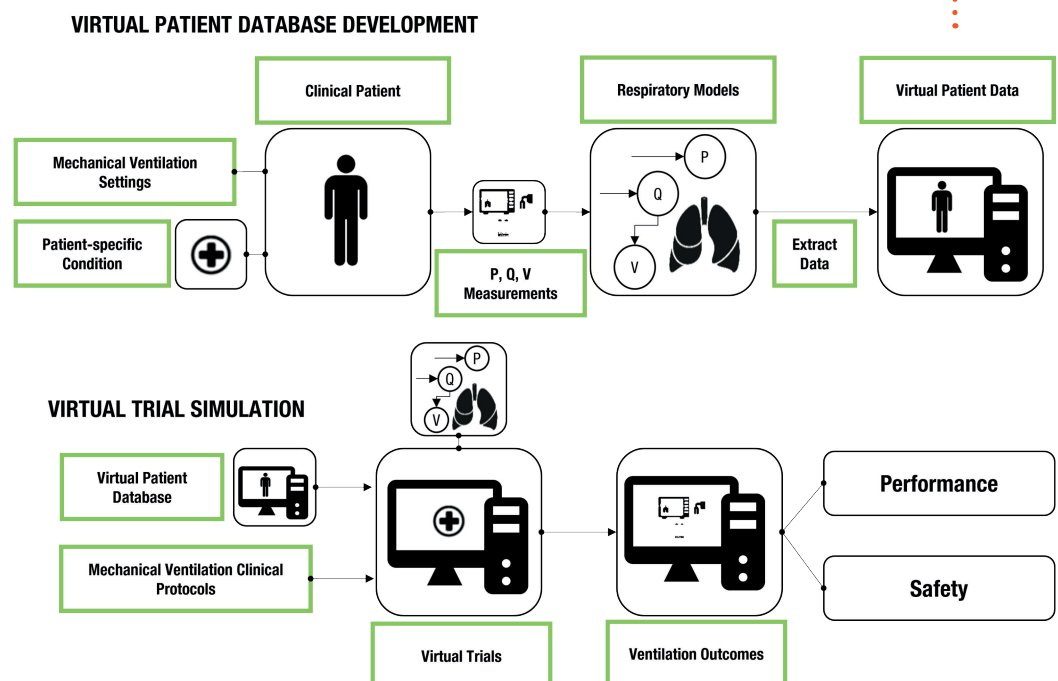 VIRTUAL PATIENT DATABASE DEVELOPMENT
Clinical Patient
Respiratory Models
Virtual Patient Data
Mechanical Ventilation
Settings
Patient-specific
Condition
P, Q, V
Measurements
P
Q
V
Extract
Data
VIRTUAL TRIAL SIMULATION
P
Q
V
Virtual Patient
Database
Mechanical Ventilation Clinical
Protocols
Virtual Trials
Ventilation Outcomes
Performance
Safety